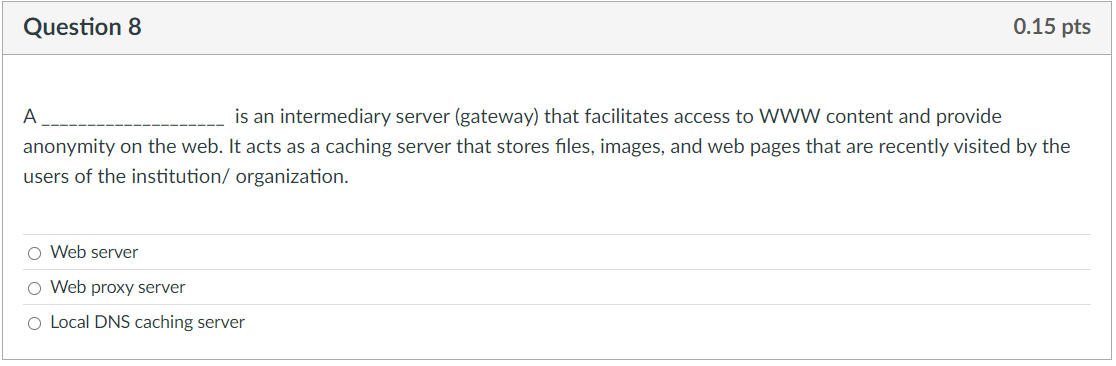 Question 8 0.15 pts
A ____________________ is an intermediary server (gateway) that facilitates access to WWW content and provide
anonymity on the web. It acts as a caching server that stores files, images, and web pages that are recently visited by the
users of the institution/ organization.
Web server
Web proxy server
Local DNS caching server